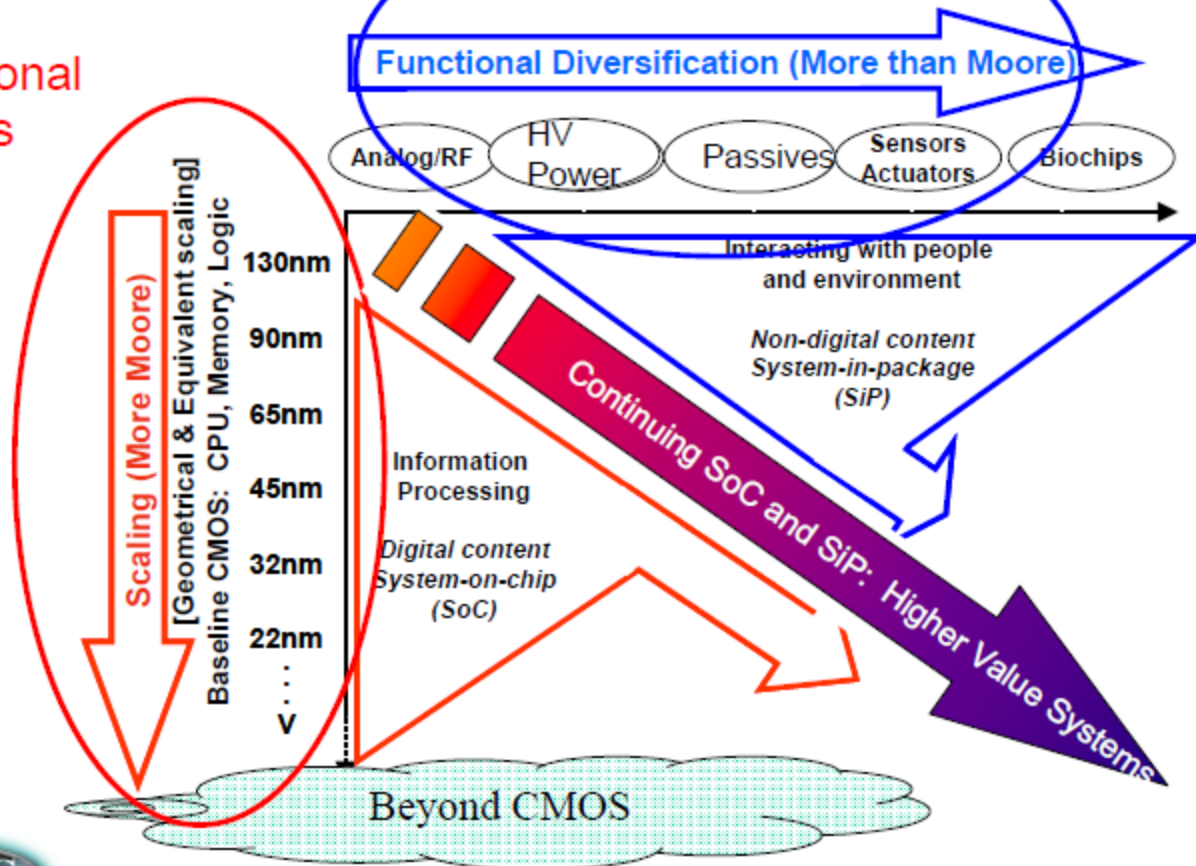 onal
s
Functional Diversification (More than Moore)
Analog/RF
HV
Power
Passives
Sensors
Actuators
Biochips
Scaling (More Moore)
[Geometrical & Equivalent scaling]
Baseline CMOS: CPU, Memory, Logic
130nm
90nm
65nm
45nm
32nm
22nm
.
.
.
V
Interacting with people
and environment
Non-digital content
System-in-package
(SiP)
Continuing SoC and SiP: Higher Value Systems
Information
Processing
Digital content
System-on-chip
(SoC)
Beyond CMOS